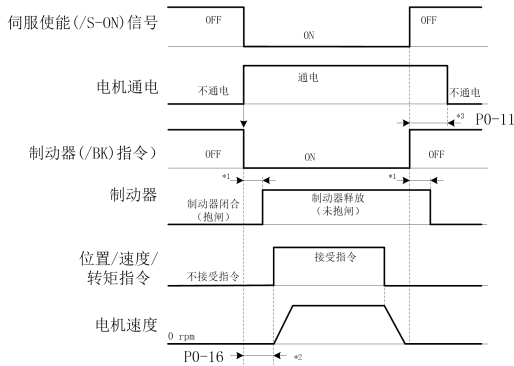 伺服使能(/S-ON)信号
OFF
ON
OFF
电机通电
不通电
通电
不通电
*3 P0-11
制动器(/BK)指令)
OFF
ON
OFF
*1
*1
制动器
制动器闭合
(抱闸)
制动器释放
(未抱闸)
位置/速度/
转矩指令
不接受指令
接受指令
电机速度
0 rpm
P0-16
*2